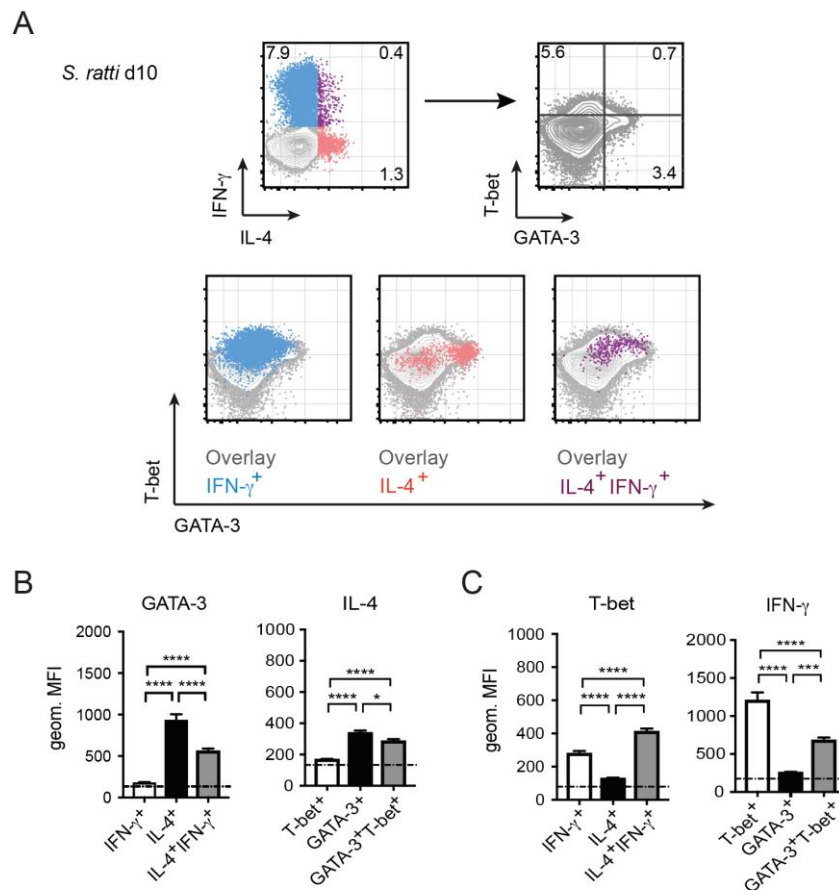 A
S. ratti d10
7.9 0.4
1.3
IFN-γ
IL-4
5.6 0.7
3.4
T-bet
GATA-3
Overlay
IFN-γ+
Overlay
IL-4+
Overlay
IL-4+ IFN-γ+
T-bet
GATA-3
B
GATA-3
geom. MFI
2000
1500
1000
500
0
****
**** ****
IFN-γ+
IL-4+
IL-4+IFN-γ+
IL-4
1000
800
600
400
200
0
****
**** *
T-bet+
GATA-3+
GATA-3+T-bet+
C
T-bet
geom. MFI
1000
800
600
400
200
0
****
**** ****
IFN-γ+
IL-4+
IL-4+IFN-γ+
IFN-γ
2000
1500
1000
500
0
****
**** ***
T-bet+
GATA-3+
GATA-3+T-bet+